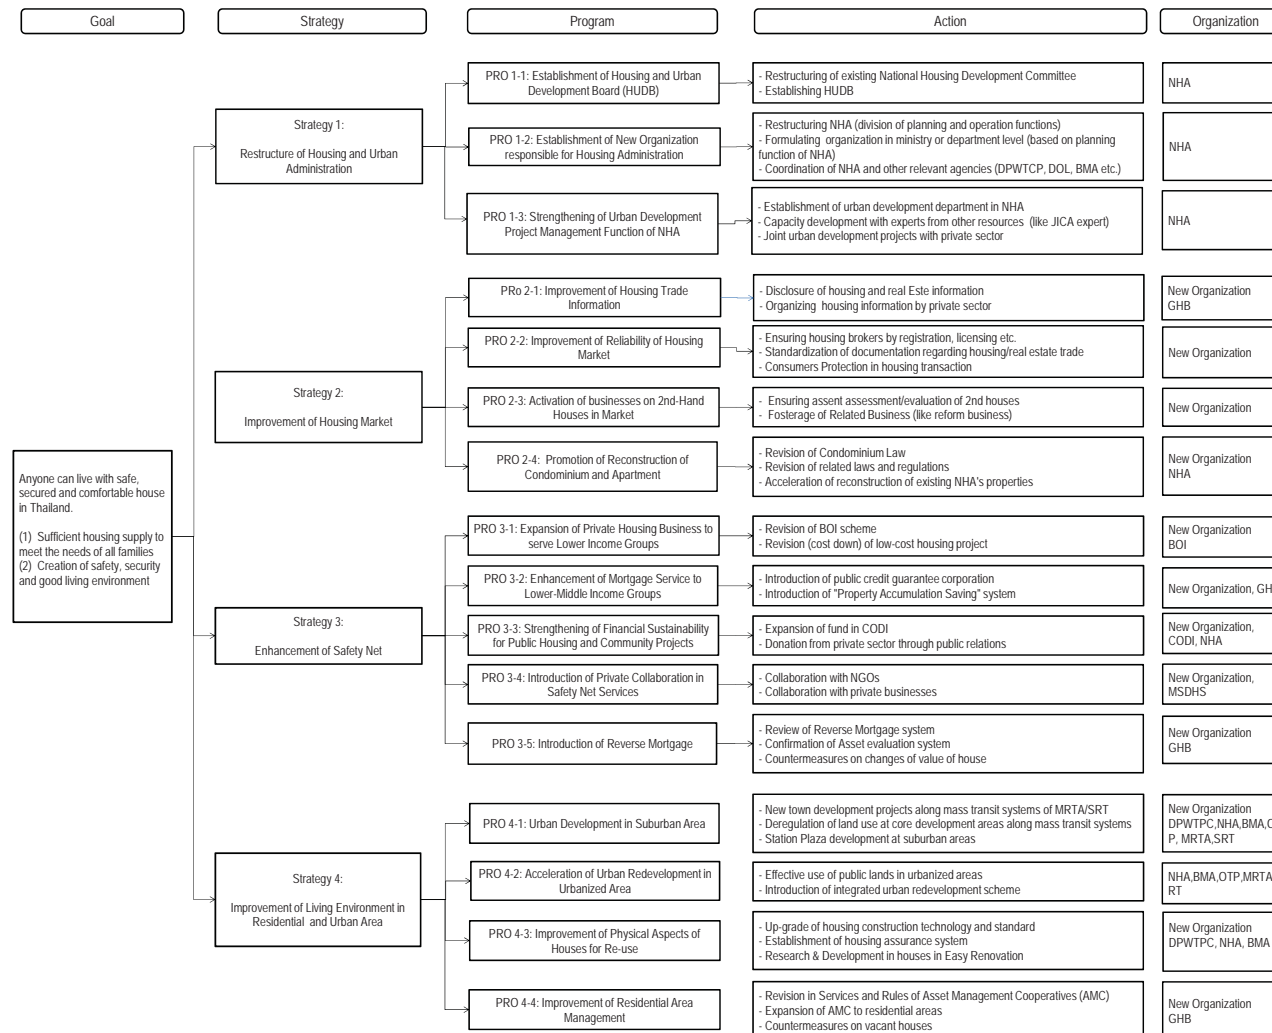 Goal
Strategy
Program
Action
Organization
Anyone can live with safe,
secured and comfortable house
in Thailand.
(1) Sufficient housing supply to
meet the needs of all families
(2) Creation of safety, security
and good living environment
Strategy 1:
Restructure of Housing and Urban
Administration
PRO 1-1: Establishment of Housing and Urban
Development Board (HUDB)
- Restructuring of existing National Housing Development Committee
- Establishing HUDB
NHA
PRO 1-2: Establishment of New Organization
responsible for Housing Administration
- Restructuring NHA (division of planning and operation functions)
- Formulating organization in ministry or department level (based on planning
function of NHA)
- Coordination of NHA and other relevant agencies (DPWTCP, DOL, BMA etc.)
NHA
PRO 1-3: Strengthening of Urban Development
Project Management Function of NHA
- Establishment of urban development department in NHA
- Capacity development with experts from other resources (like JICA expert)
- Joint urban development projects with private sector
NHA
Strategy 2:
Improvement of Housing Market
PRo 2-1: Improvement of Housing Trade
Information
- Disclosure of housing and real Este information
- Organizing housing information by private sector
New Organization
GHB
PRO 2-2: Improvement of Reliability of Housing
Market
- Ensuring housing brokers by registration, licensing etc.
- Standardization of documentation regarding housing/real estate trade
- Consumers Protection in housing transaction
New Organization
PRO 2-3: Activation of businesses on 2nd-Hand
Houses in Market
- Ensuring assent assessment/evaluation of 2nd houses
- Fosterage of Related Business (like reform business)
New Organization
PRO 2-4: Promotion of Reconstruction of
Condominium and Apartment
- Revision of Condominium Law
- Revision of related laws and regulations
- Acceleration of reconstruction of existing NHA's properties
New Organization
NHA
Strategy 3:
Enhancement of Safety Net
PRO 3-1: Expansion of Private Housing Business to
serve Lower Income Groups
- Revision of BOI scheme
- Revision (cost down) of low-cost housing project
New Organization
BOI
PRO 3-2: Enhancement of Mortgage Service to
Lower-Middle Income Groups
- Introduction of public credit guarantee corporation
- Introduction of "Property Accumulation Saving" system
New Organization, GH
PRO 3-3: Strengthening of Financial Sustainability
for Public Housing and Community Projects
- Expansion of fund in CODI
- Donation from private sector through public relations
New Organization,
CODI, NHA
PRO 3-4: Introduction of Private Collaboration in
Safety Net Services
- Collaboration with NGOs
- Collaboration with private businesses
New Organization,
MSDHS
PRO 3-5: Introduction of Reverse Mortgage
- Review of Reverse Mortgage system
- Confirmation of Asset evaluation system
- Countermeasures on changes of value of house
New Organization
GHB
Strategy 4:
Improvement of Living Environment in
Residential and Urban Area
PRO 4-1: Urban Development in Suburban Area
- New town development projects along mass transit systems of MRTA/SRT
- Deregulation of land use at core development areas along mass transit systems
- Station Plaza development at suburban areas
New Organization
DPWTPC,NHA,BMA,O
P, MRTA,SRT
PRO 4-2: Acceleration of Urban Redevelopment in
Urbanized Area
- Effective use of public lands in urbanized areas
- Introduction of integrated urban redevelopment scheme
NHA,BMA,OTP,MRTA
RT
PRO 4-3: Improvement of Physical Aspects of
Houses for Re-use
- Up-grade of housing construction technology and standard
- Establishment of housing assurance system
- Research & Development in houses in Easy Renovation
New Organization
DPWTPC, NHA, BMA
PRO 4-4: Improvement of Residential Area
Management
- Revision in Services and Rules of Asset Management Cooperatives (AMC)
- Expansion of AMC to residential areas
- Countermeasures on vacant houses
New Organization
GHB